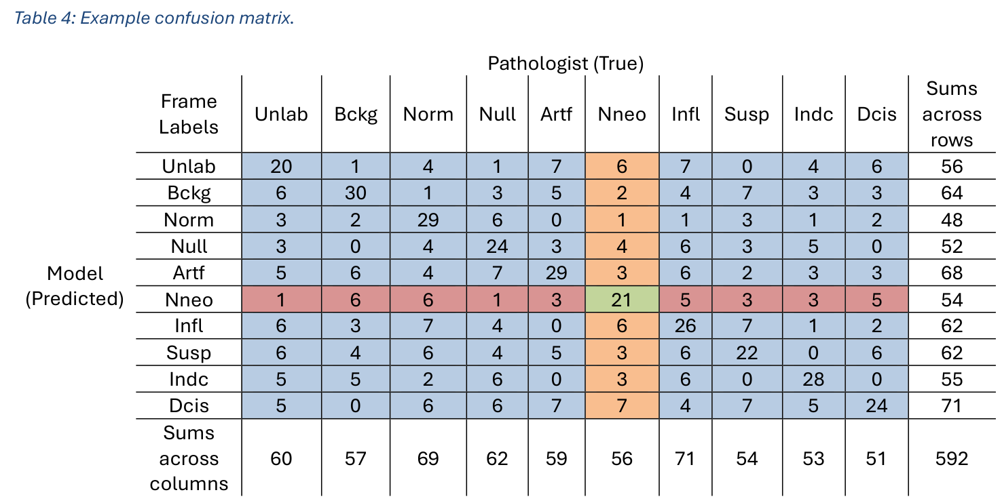 Table 4: Example confusion matrix.
Pathologist (True)
Frame Labels Unlab Bckg Norm Null Artf Nneo Infl Susp Indc Dcis Sums across rows
Unlab 20 1 4 1 7 6 7 0 4 6 56
Bckg 6 30 1 3 5 2 4 7 3 3 64
Norm 3 2 29 6 0 1 1 3 1 2 48
Null 3 0 4 24 3 4 6 3 5 0 52
Model (Predicted)
Artf 5 6 4 7 29 3 6 2 3 3 68
Nneo 1 6 6 1 3 21 5 3 3 5 54
Infl 6 3 7 4 0 6 26 7 1 2 62
Susp 6 4 6 4 5 3 6 22 0 6 62
Indc 5 5 2 6 0 3 6 0 28 0 55
Dcis 5 0 6 6 7 7 4 7 5 24 71
Sums across columns 60 57 69 62 59 56 71 54 53 51 592